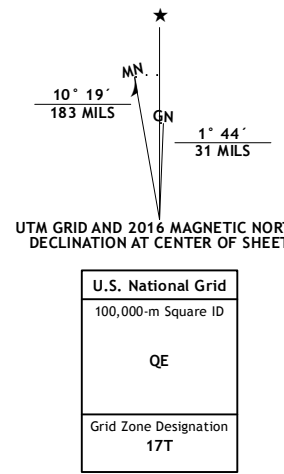 ★
MN
10° 19´
183 MILS
GN
1° 44´
31 MILS
UTM GRID AND 2016 MAGNETIC NORT
DECLINATION AT CENTER OF SHEET
U.S. National Grid
100,000-m Square ID
QE
Grid Zone Designation
17T